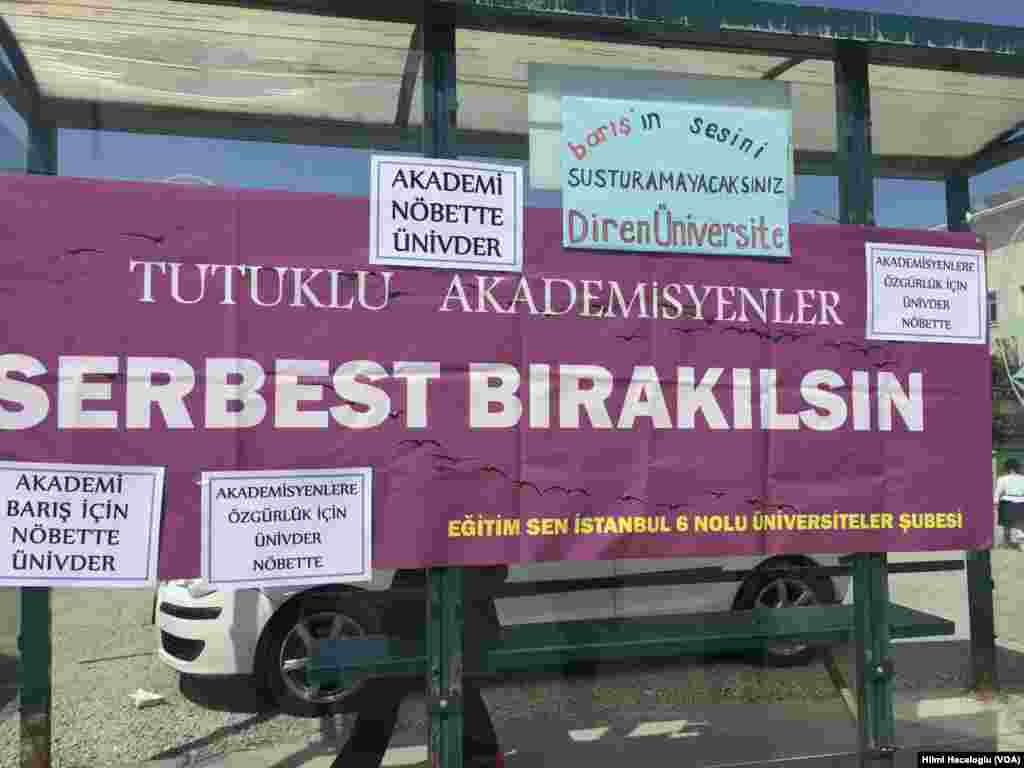 barış'ın sesini
SUSTURAMAYACAKSINIZ
DirenÜniversite
AKADEMİ
NÖBETTE
ÜNİVDER
AKADEMİSYENLERE
ÖZGÜRLÜK İÇİN
ÜNİVDER
NÖBETTE
TUTUKLU AKADEMİSYENLER
SERBEST BIRAKILSIN
AKADEMİ
BARIŞ İÇİN
NÖBETTE
ÜNİVDER
AKADEMİSYENLERE
ÖZGÜRLÜK İÇİN
ÜNİVDER
NÖBETTE
EĞİTİM SEN İSTANBUL 6 NOLU ÜNİVERSİTELER ŞUBESİ
Hilmi Hacaloglu (VOA)